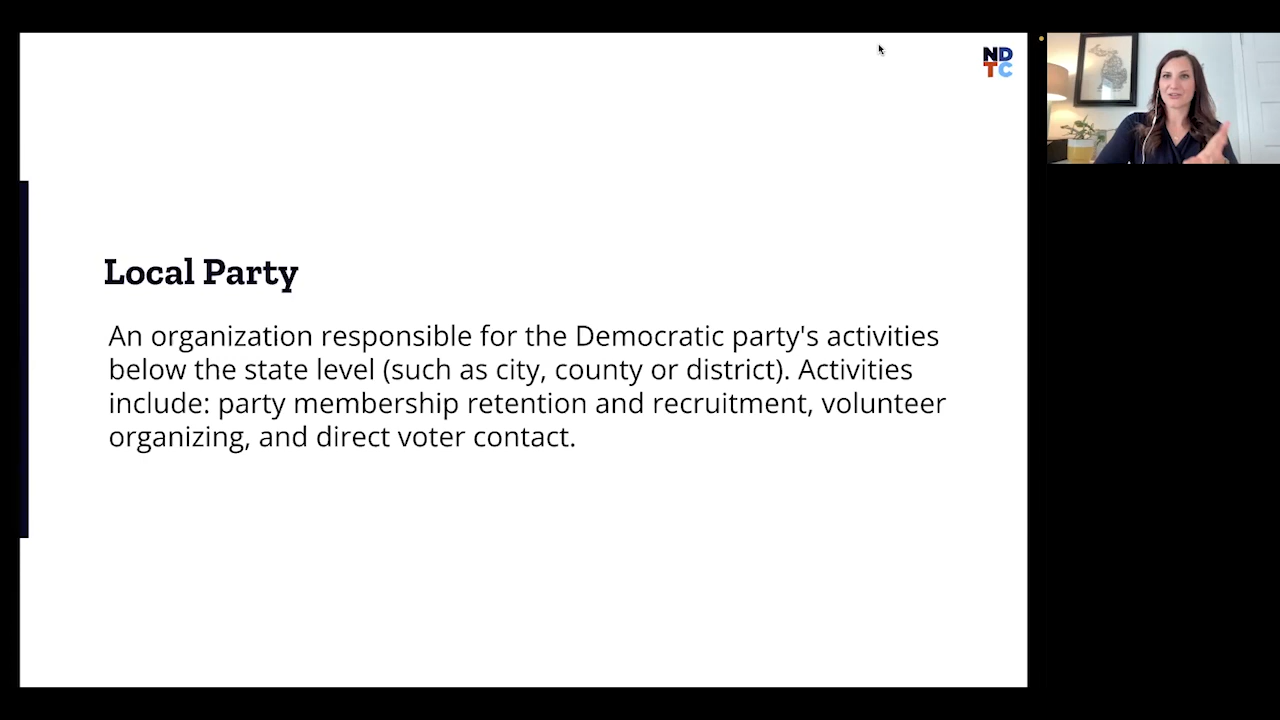 ND
TC
Local Party
An organization responsible for the Democratic party's activities
below the state level (such as city, county or district). Activities
include: party membership retention and recruitment, volunteer
organizing, and direct voter contact.